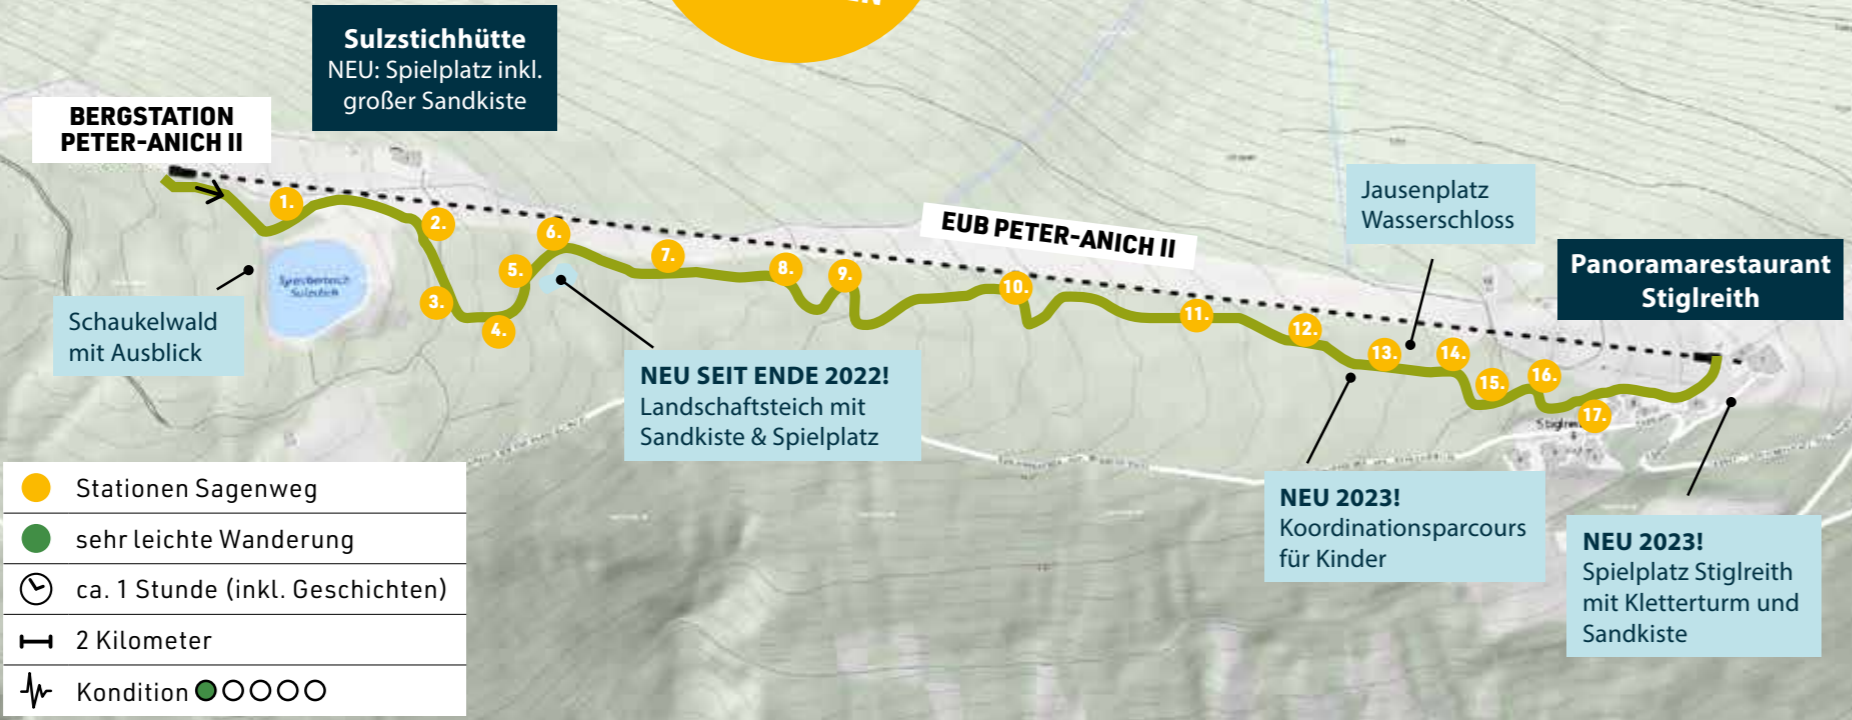 EN
Sulzstichhütte
NEU: Spielplatz inkl.
großer Sandkiste
BERGSTATION
PETER-ANICH II
1.
2.
3.
4.
5.
6.
7.
8.
9.
10.
11.
12.
13.
14.
15.
16.
17.
EUB PETER-ANICH II
Jausenplatz
Wasserschloss
Panoramarestaurant
Stiglreith
Speicherteich
Sulzstich
Schaukelwald
mit Ausblick
NEU SEIT ENDE 2022!
Landschaftsteich mit
Sandkiste & Spielplatz
NEU 2023!
Koordinationsparcours
für Kinder
NEU 2023!
Spielplatz Stiglreith
mit Kletterturm und
Sandkiste
Stationen Sagenweg
sehr leichte Wanderung
ca. 1 Stunde (inkl. Geschichten)
2 Kilometer
Kondition